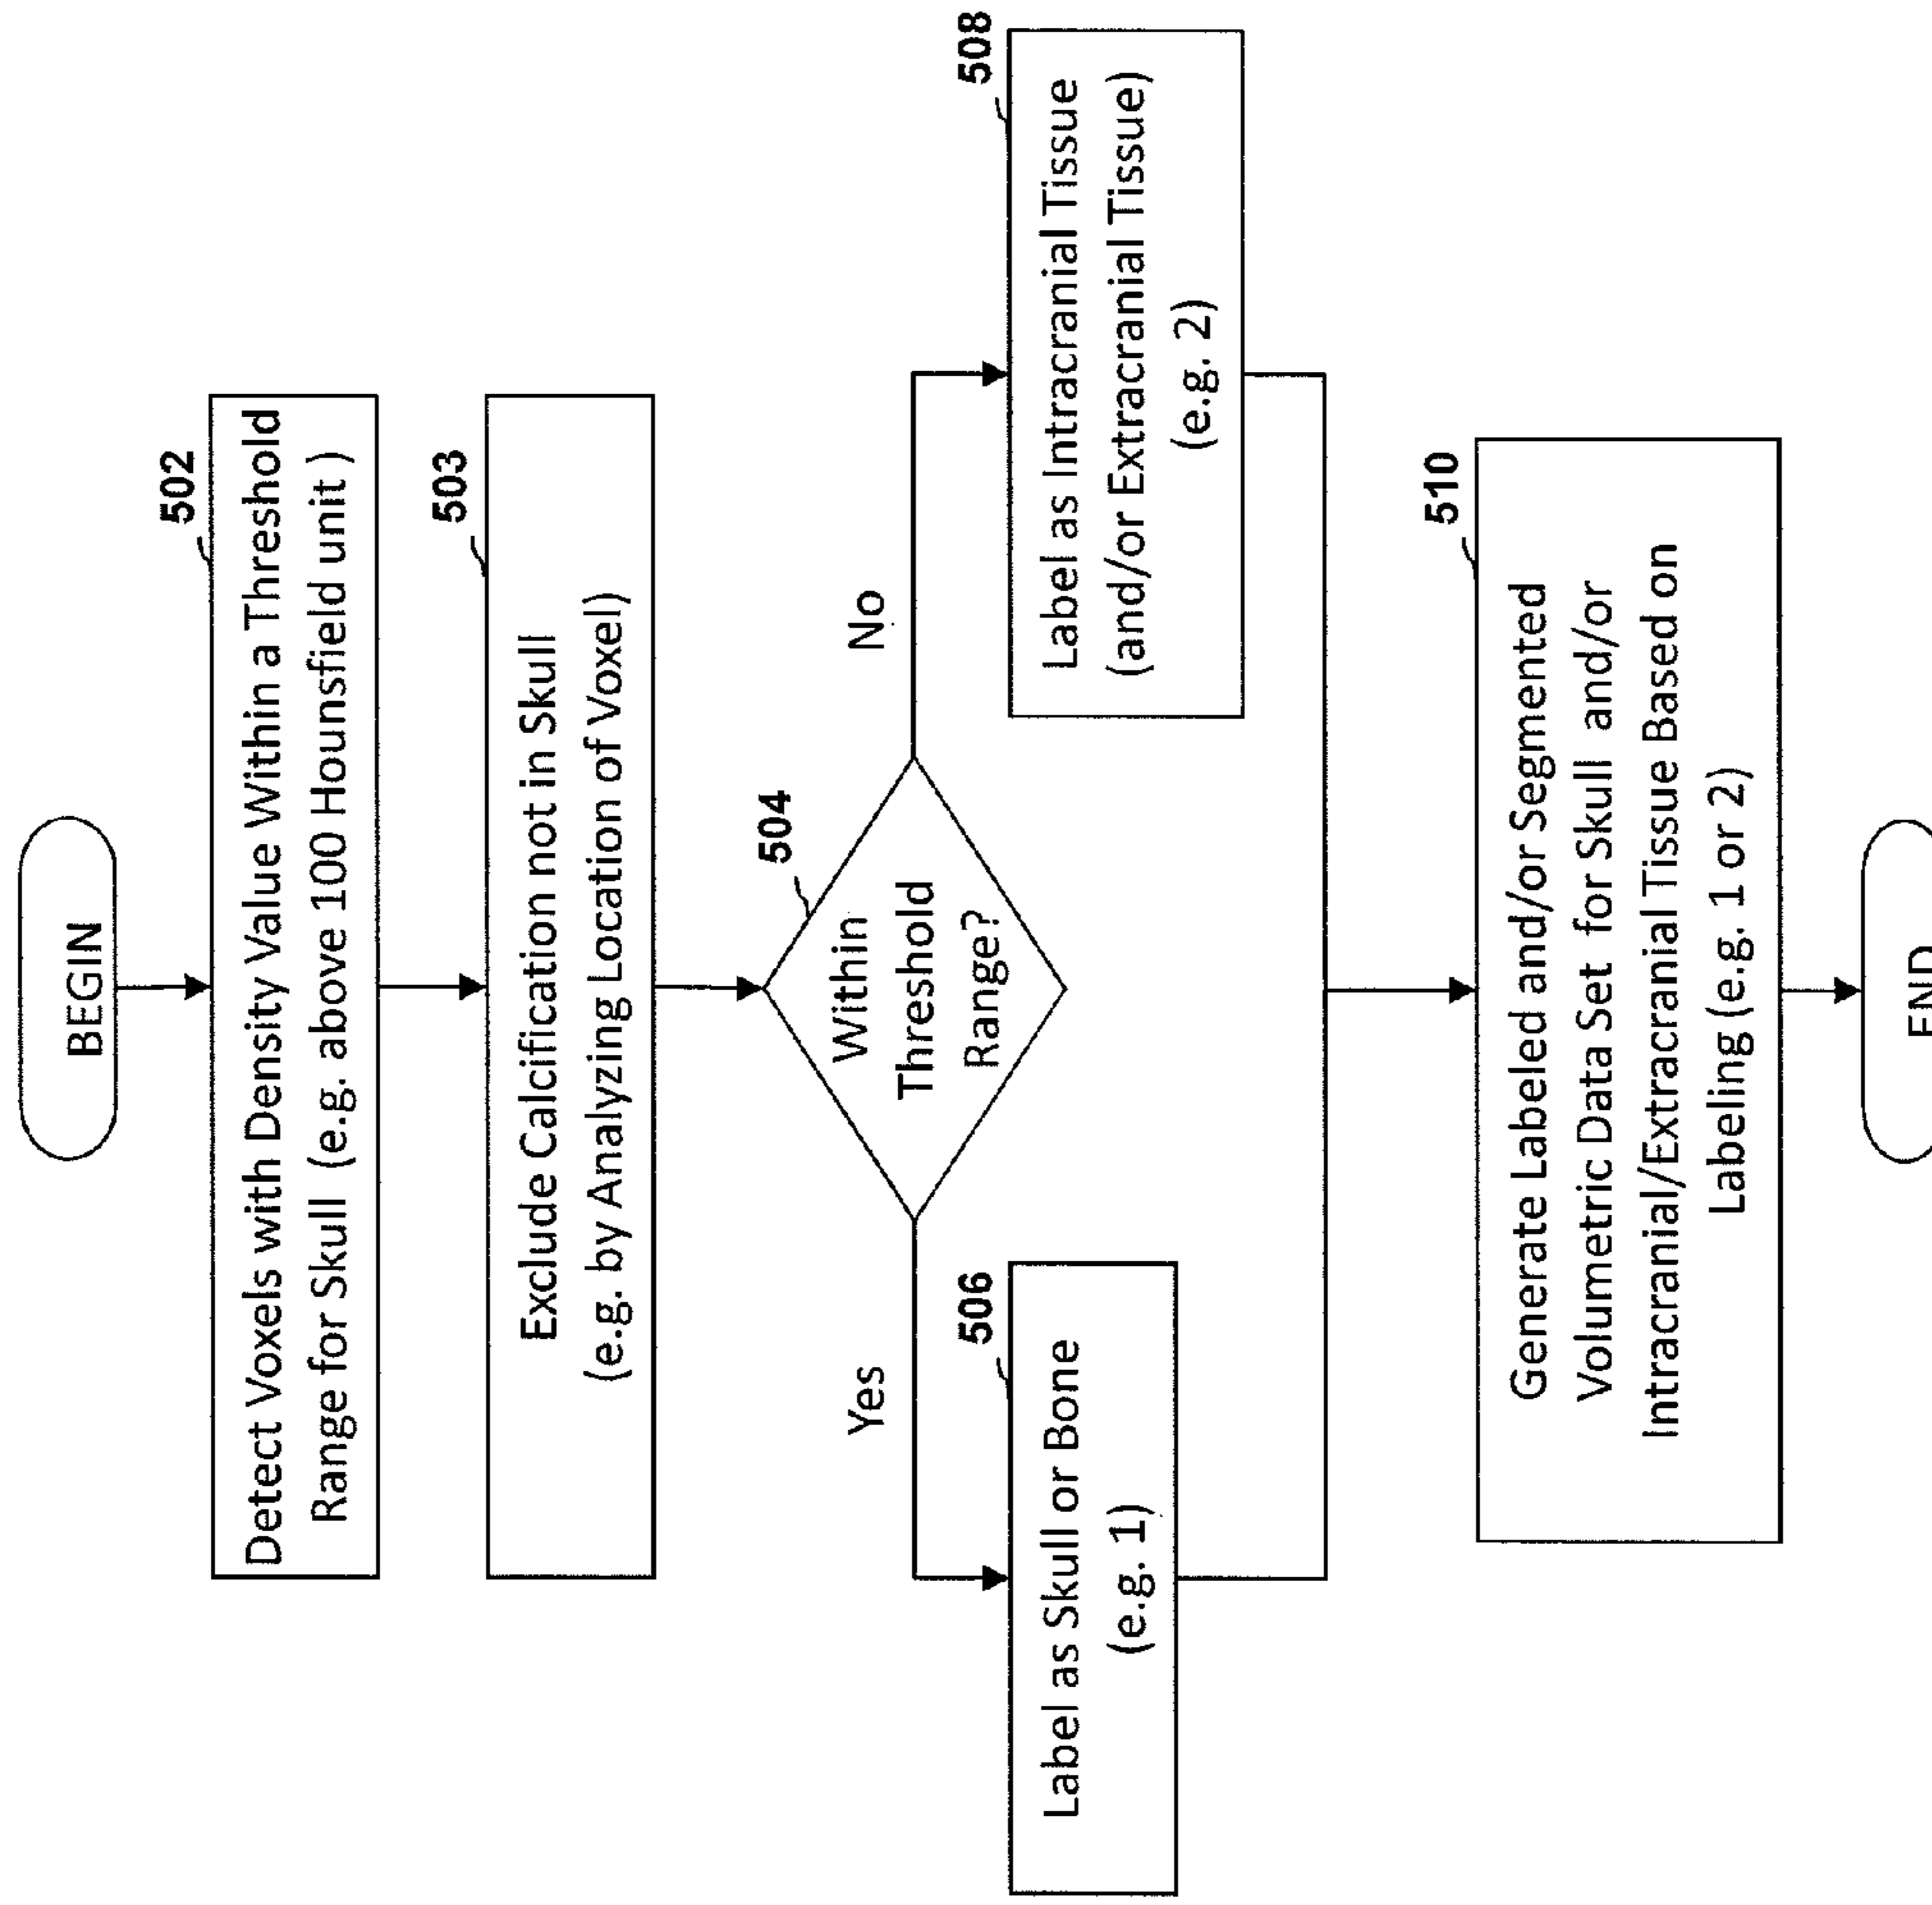 BEGIN
502
Detect Voxels with Density Value Within a Threshold
Range for Skull (e.g. above 100 Hounsfield unit )
503
Exclude Calcification not in Skull
(e.g. by Analyzing Location of Voxel)
504
Within
Threshold
Range?
Yes
No
506
Label as Skull or Bone
(e.g. 1)
508
Label as Intracranial Tissue
(and/or Extracranial Tissue)
(e.g. 2)
510
Generate Labeled and/or Segmented
Volumetric Data Set for Skull and/or
Intracranial/Extracranial Tissue Based on
Labeling (e.g. 1 or 2)
END